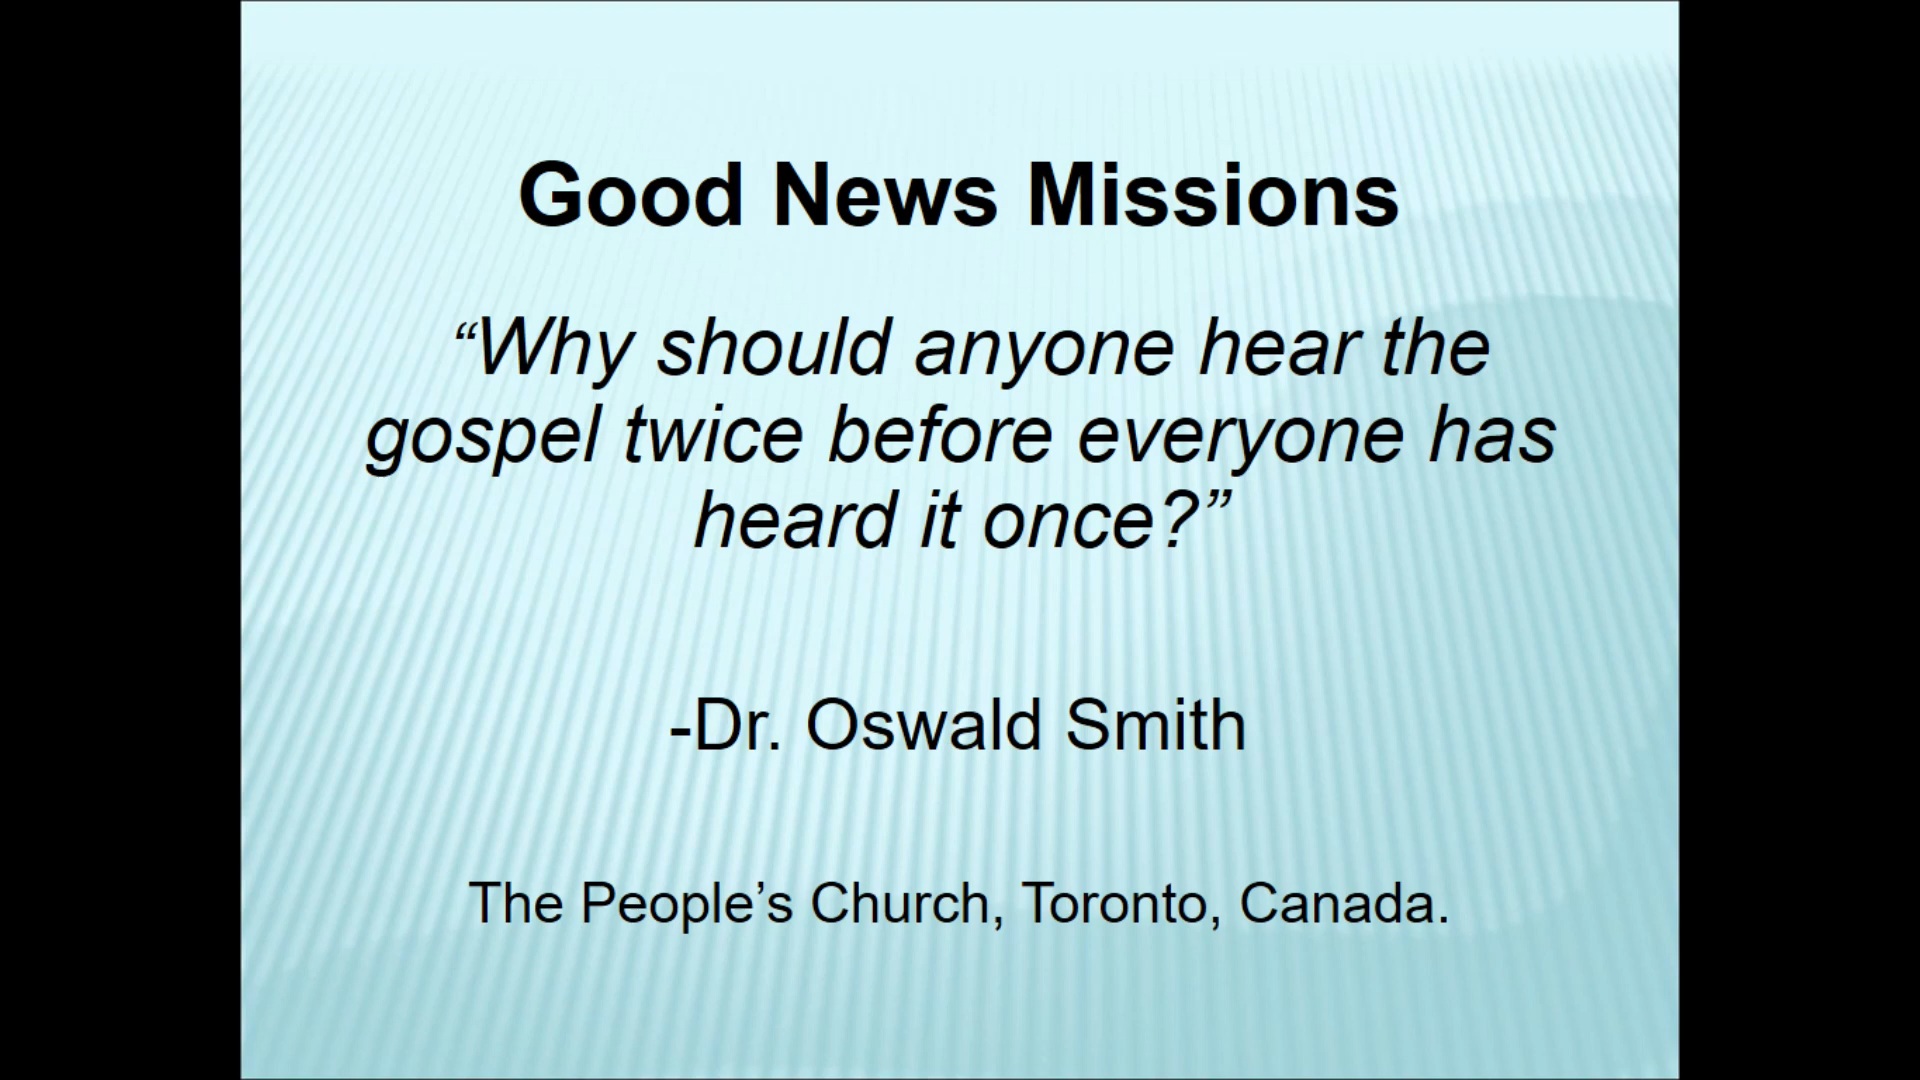 Good News Missions
“Why should anyone hear the
gospel twice before everyone has
heard it once?”
-Dr. Oswald Smith
The People’s Church, Toronto, Canada.